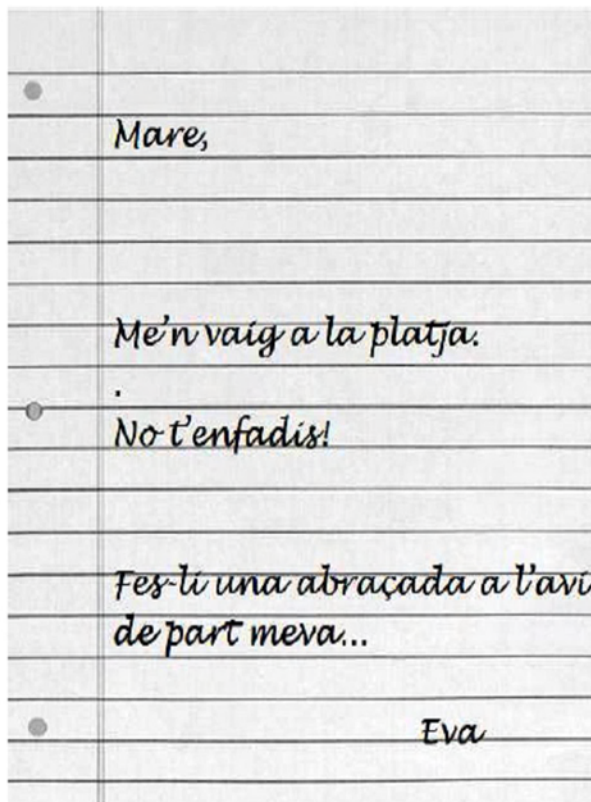 Mare,
Me'n vaig a la platja.
.
No t'enfadis!
Fes-li una abraçada a l'avi
de part meva...
Eva